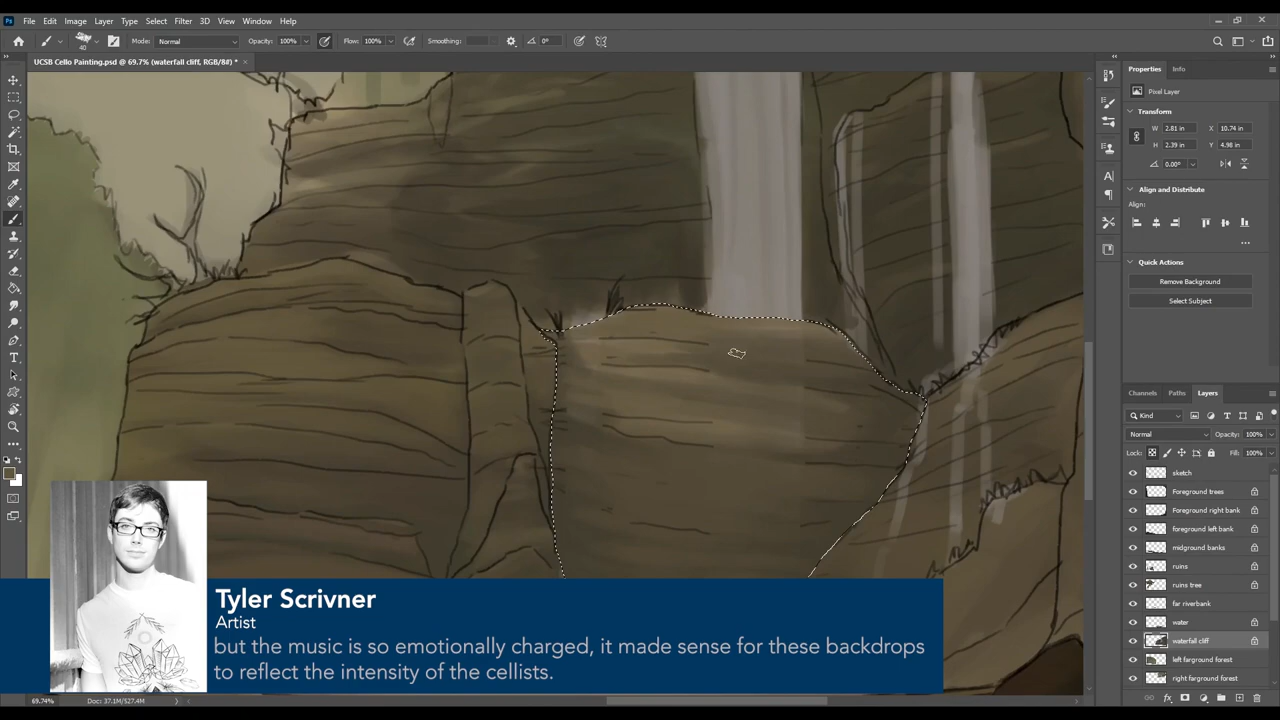 File Edit Image Layer Type Select Filter 3D View Window Help
40 Mode: Normal Opacity: 100% Flow: 100% Smoothing: 0°
UCSB Cello Painting.psd @ 69.7% (waterfall cliff, RGB/8#) * ×
Properties Info
Pixel Layer
Transform
W 2.81 in X 10.74 in
H 2.39 in Y 4.98 in
0.00°
Align and Distribute
Align:
Quick Actions
Remove Background
Select Subject
Channels Paths Layers
Kind
Normal Opacity: 100%
Lock: Fill: 100%
sketch
Foreground trees
Foreground right bank
foreground left bank
midground banks
ruins
ruins tree
far riverbank
water
waterfall cliff
left farground forest
right farground forest
Tyler Scrivner
Artist
but the music is so emotionally charged, it made sense for these backdrops
to reflect the intensity of the cellists.
69.74% Doc: 37.1M/527.4M